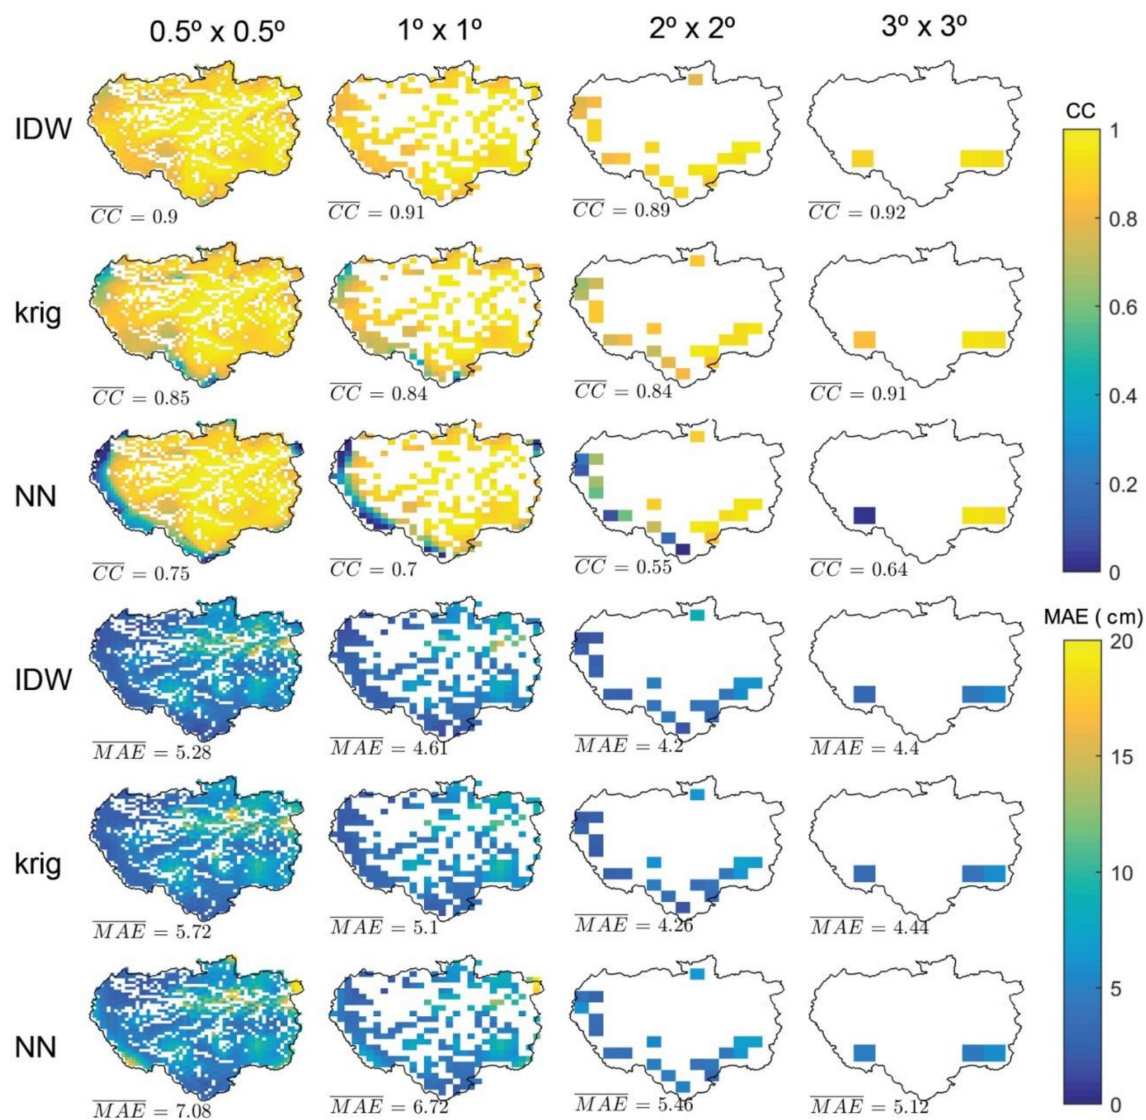 0.5º x 0.5º 1º x 1º 2º x 2º 3º x 3º
IDW
CC
1
0.8
0.6
0.4
0.2
0
CC = 0.9 CC = 0.91 CC = 0.89 CC = 0.92
krig
CC = 0.85 CC = 0.84 CC = 0.84 CC = 0.91
NN
CC = 0.75 CC = 0.7 CC = 0.55 CC = 0.64
IDW
MAE ( cm)
20
15
10
5
0
MAE = 5.28 MAE = 4.61 MAE = 4.2 MAE = 4.4
krig
MAE = 5.72 MAE = 5.1 MAE = 4.26 MAE = 4.44
NN
MAE = 7.08 MAE = 6.72 MAE = 5.46 MAE = 5.12